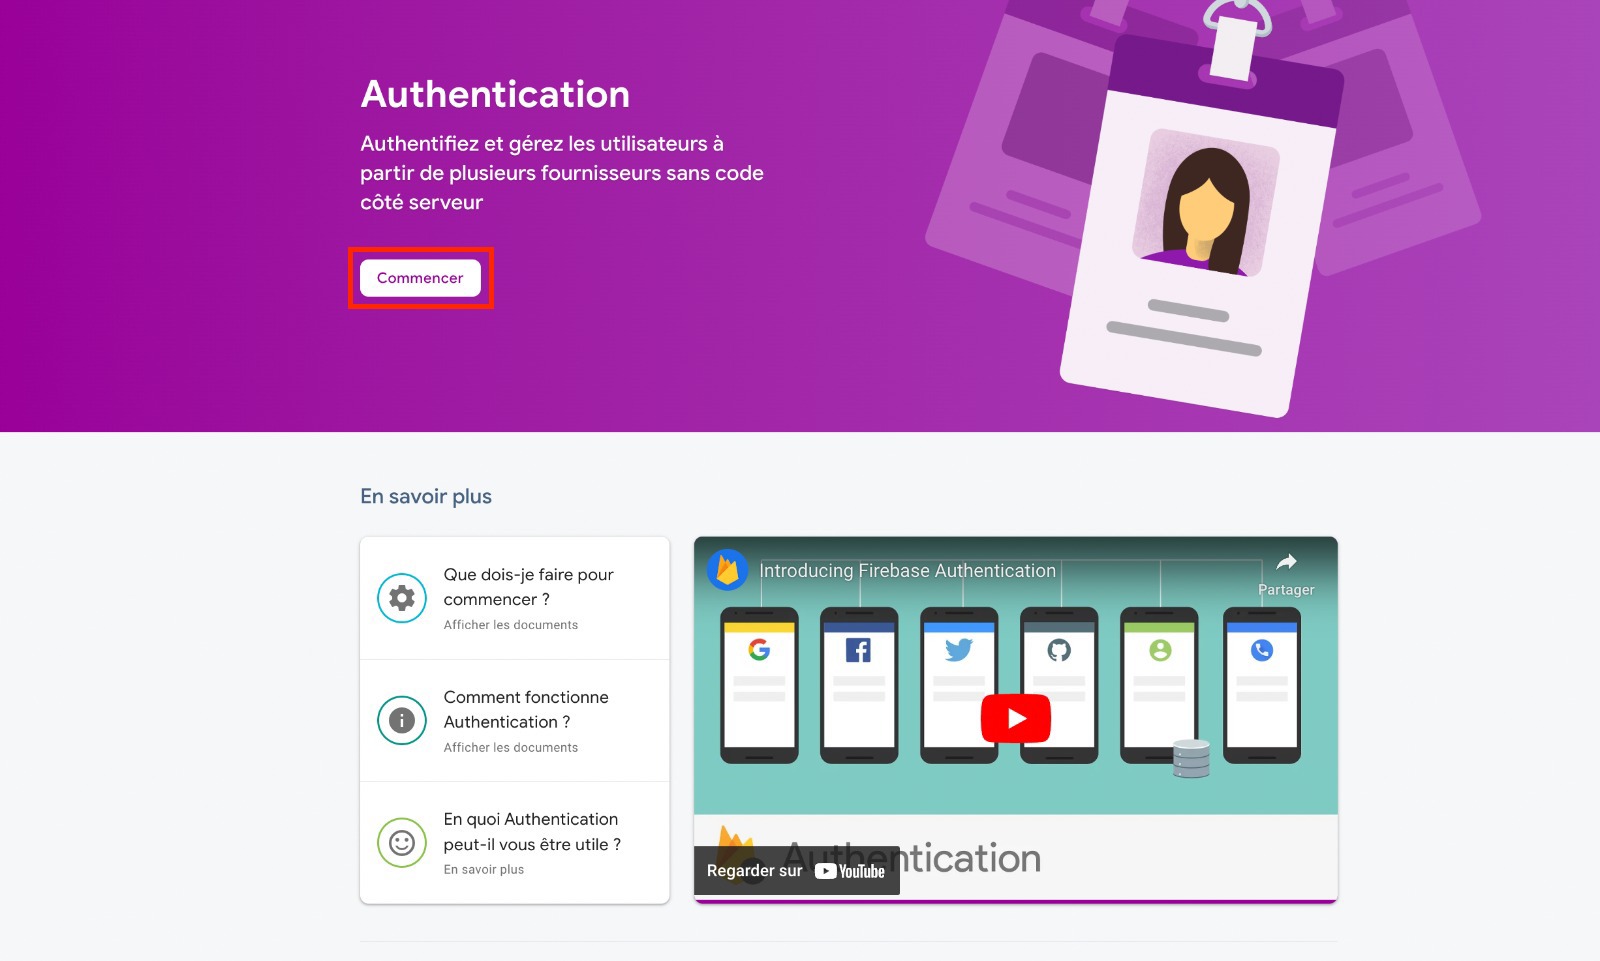 Authentication
Authentifiez et gérez les utilisateurs à
partir de plusieurs fournisseurs sans code
côté serveur
Commencer
En savoir plus
Que dois-je faire pour
commencer ?
Afficher les documents
Comment fonctionne
Authentication ?
Afficher les documents
En quoi Authentication
peut-il vous être utile ?
En savoir plus
Introducing Firebase Authentication
Partager
Authentication
Regarder sur YouTube